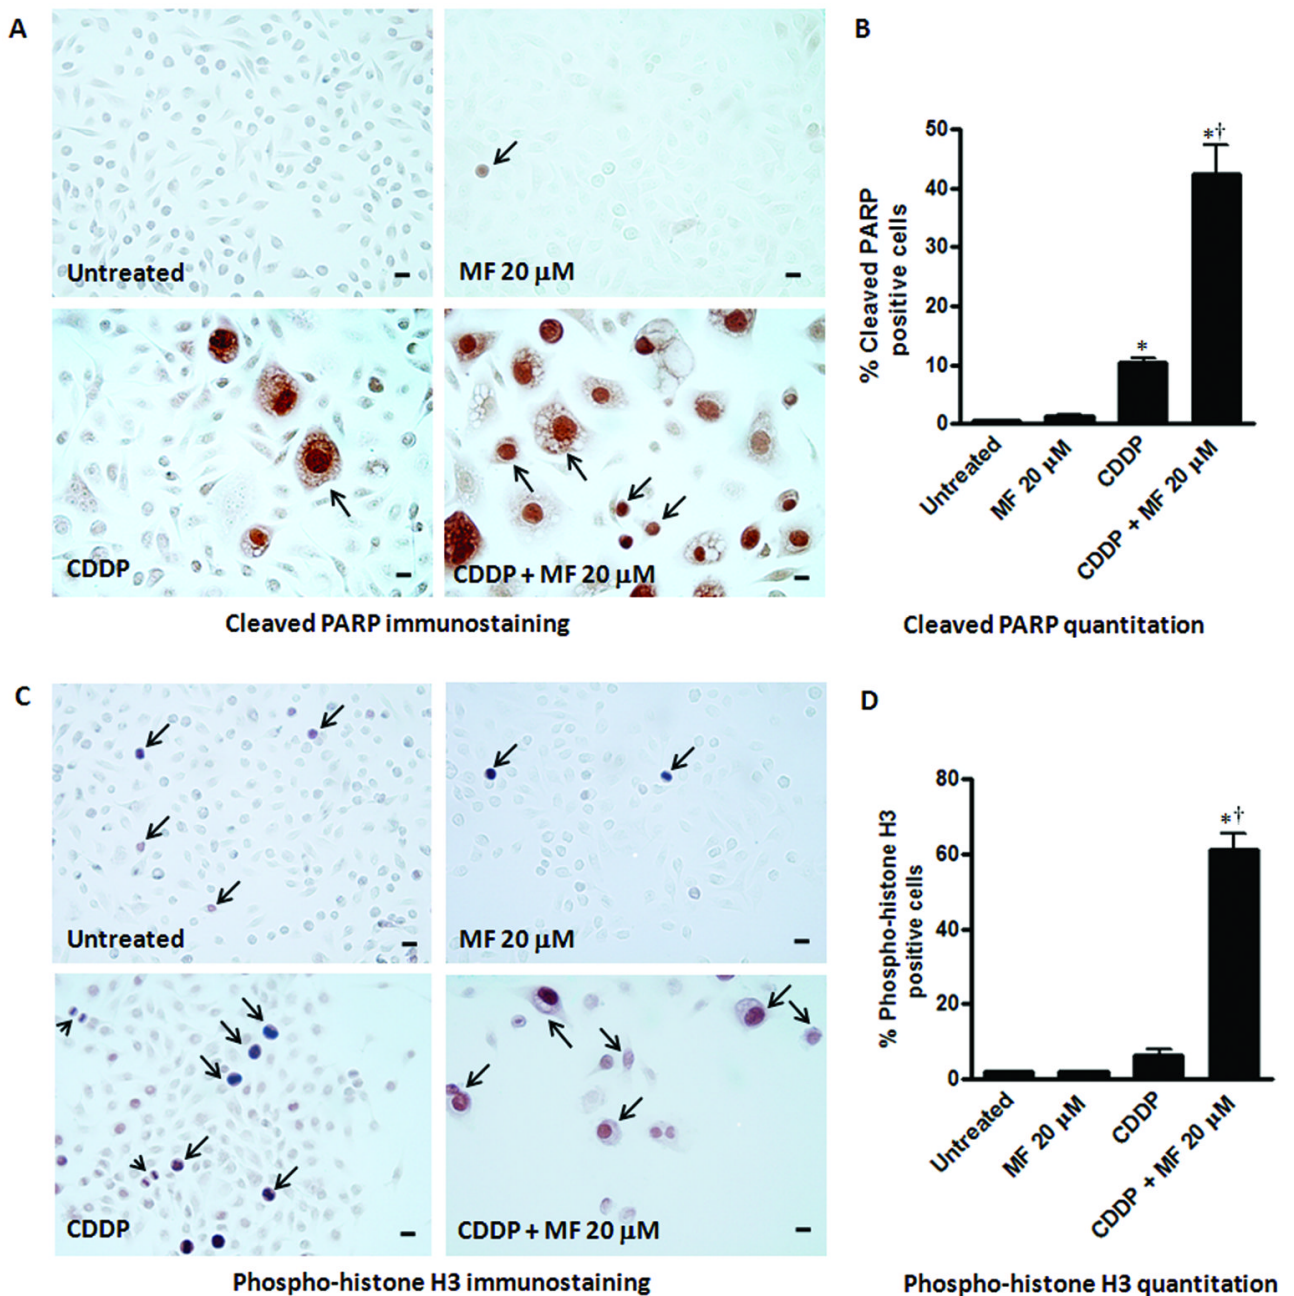 A
Untreated
MF 20 μM
CDDP
CDDP + MF 20 μM
Cleaved PARP immunostaining
B
% Cleaved PARP
positive cells
50
40
30
20
10
0
*
*†
Untreated
MF 20 μM
CDDP
CDDP + MF 20 μM
Cleaved PARP quantitation
C
Untreated
MF 20 μM
CDDP
CDDP + MF 20 μM
Phospho-histone H3 immunostaining
D
% Phospho-histone H3
positive cells
80
60
40
20
0
*†
Untreated
MF 20 μM
CDDP
CDDP + MF 20 μM
Phospho-histone H3 quantitation